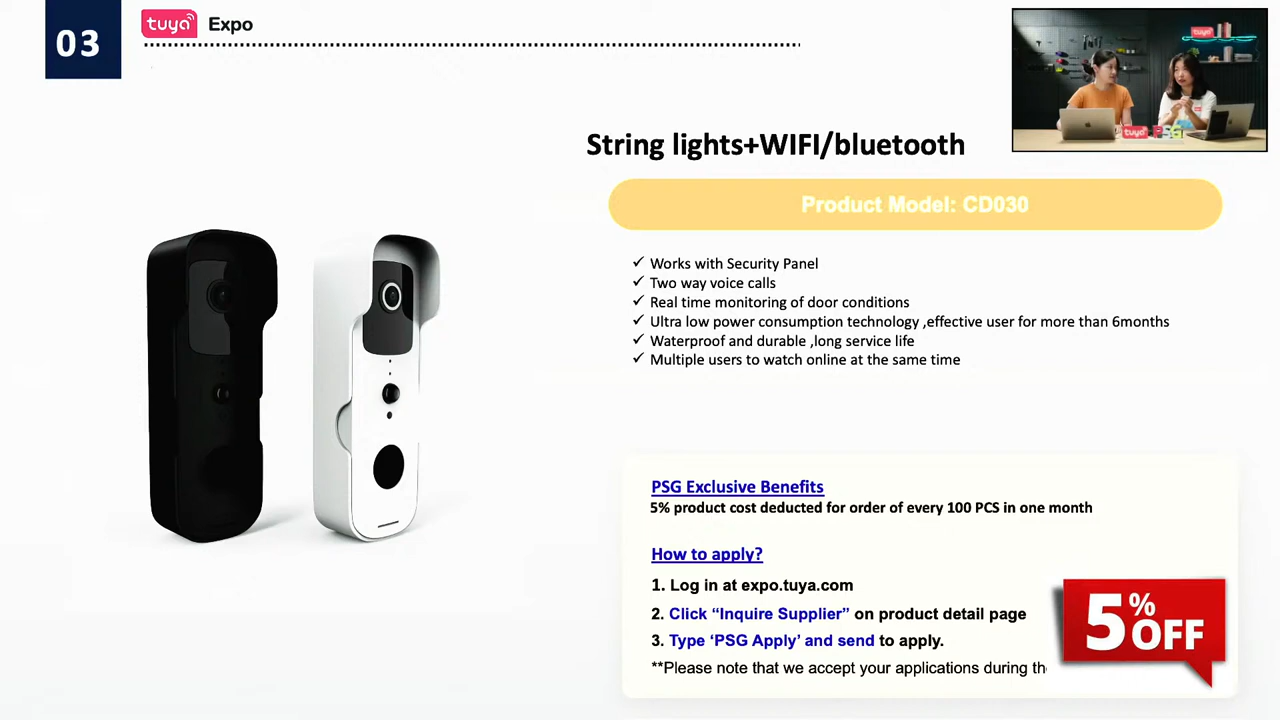 03
tuya Expo
String lights+WIFI/bluetooth
Product Model: CD030
✓ Works with Security Panel
✓ Two way voice calls
✓ Real time monitoring of door conditions
✓ Ultra low power consumption technology ,effective user for more than 6months
✓ Waterproof and durable ,long service life
✓ Multiple users to watch online at the same time
PSG Exclusive Benefits
5% product cost deducted for order of every 100 PCS in one month
How to apply?
1. Log in at expo.tuya.com
2. Click “Inquire Supplier” on product detail page
3. Type ‘PSG Apply’ and send to apply.
**Please note that we accept your applications during
5% OFF
tuya
tuya PSG